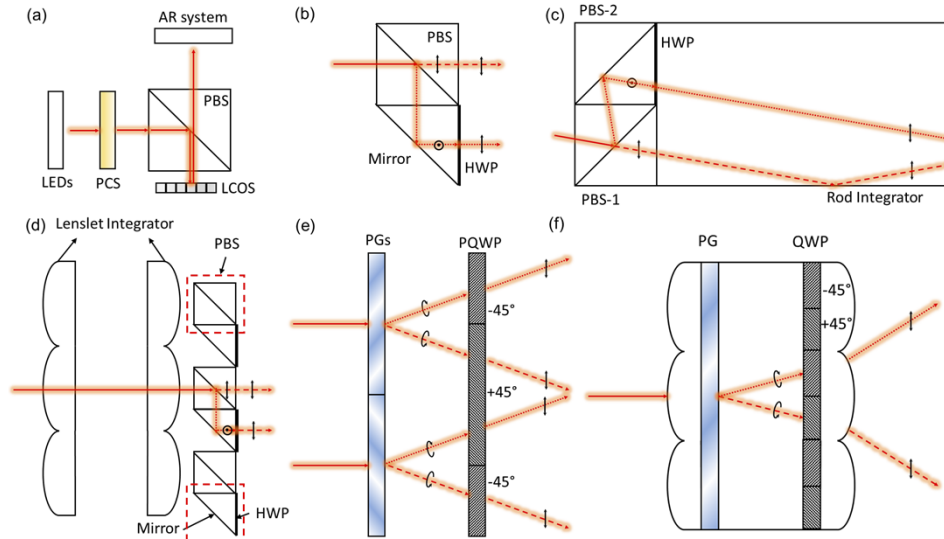 (a)
AR system
PBS
LEDs
PCS
LCOS
(b)
PBS
Mirror
HWP
(c)
PBS-2
HWP
PBS-1
Rod Integrator
(d)
Lenslet Integrator
PBS
Mirror
HWP
(e)
PGs
PQWP
-45°
+45°
-45°
(f)
PG
QWP
-45°
+45°